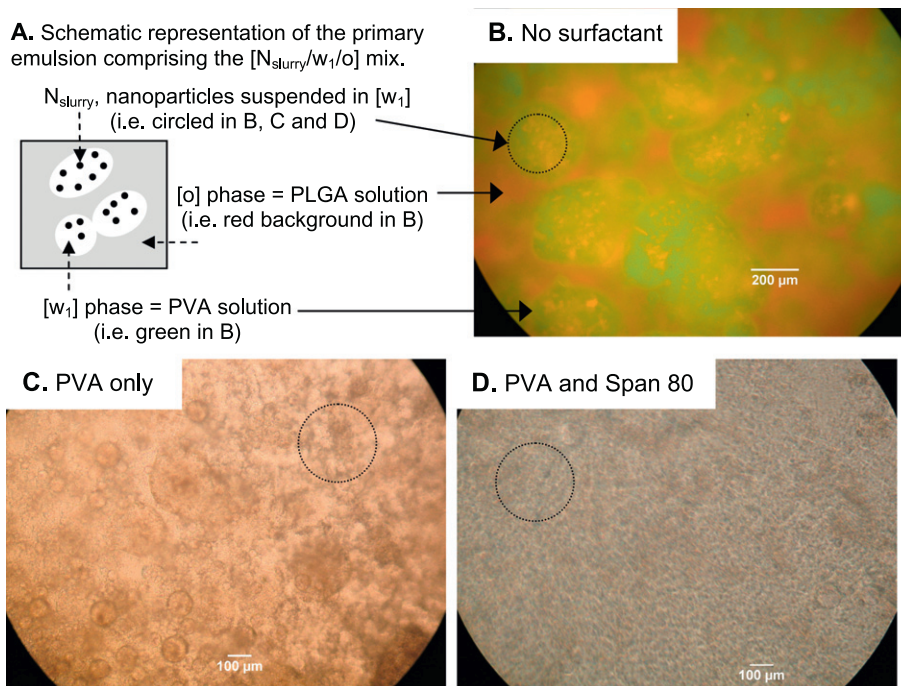 A. Schematic representation of the primary
emulsion comprising the [Nslurry/w1/o] mix.
Nslurry, nanoparticles suspended in [w1]
(i.e. circled in B, C and D)
[o] phase = PLGA solution
(i.e. red background in B)
[w1] phase = PVA solution
(i.e. green in B)
B. No surfactant
200 µm
C. PVA only
100 µm
D. PVA and Span 80
100 µm